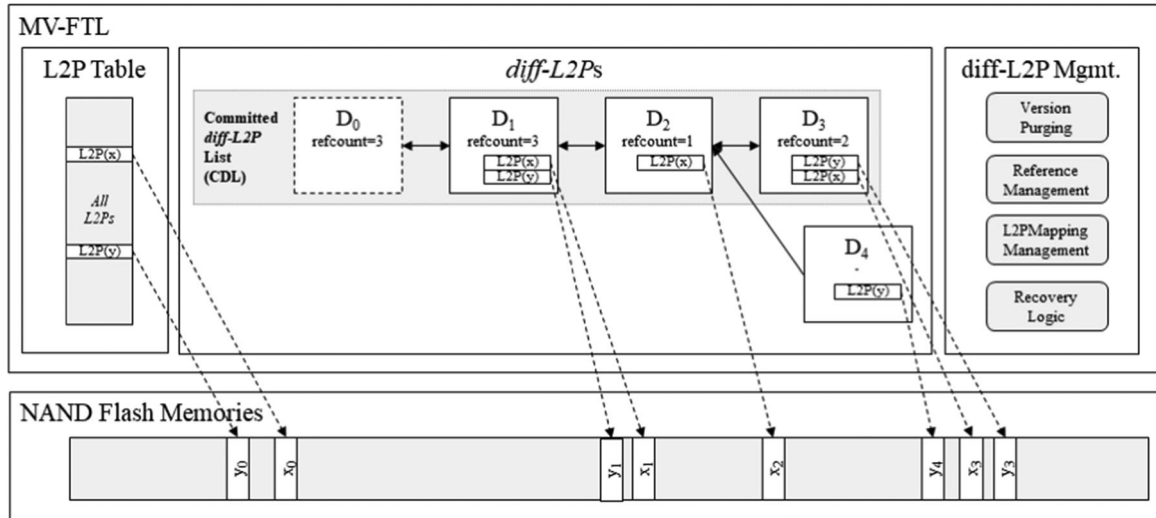 MV-FTL
L2P Table
L2P(x)
All
L2Ps
L2P(y)
diff-L2Ps
Committed
diff-L2P
List
(CDL)
D0
refcount=3
D1
refcount=3
L2P(x)
L2P(y)
D2
refcount=1
L2P(x)
D3
refcount=2
L2P(y)
L2P(x)
D4
-
L2P(y)
diff-L2P Mgmt.
Version
Purging
Reference
Management
L2PMapping
Management
Recovery
Logic
NAND Flash Memories
y0
x0
y1
x1
x2
y4
x3
y3